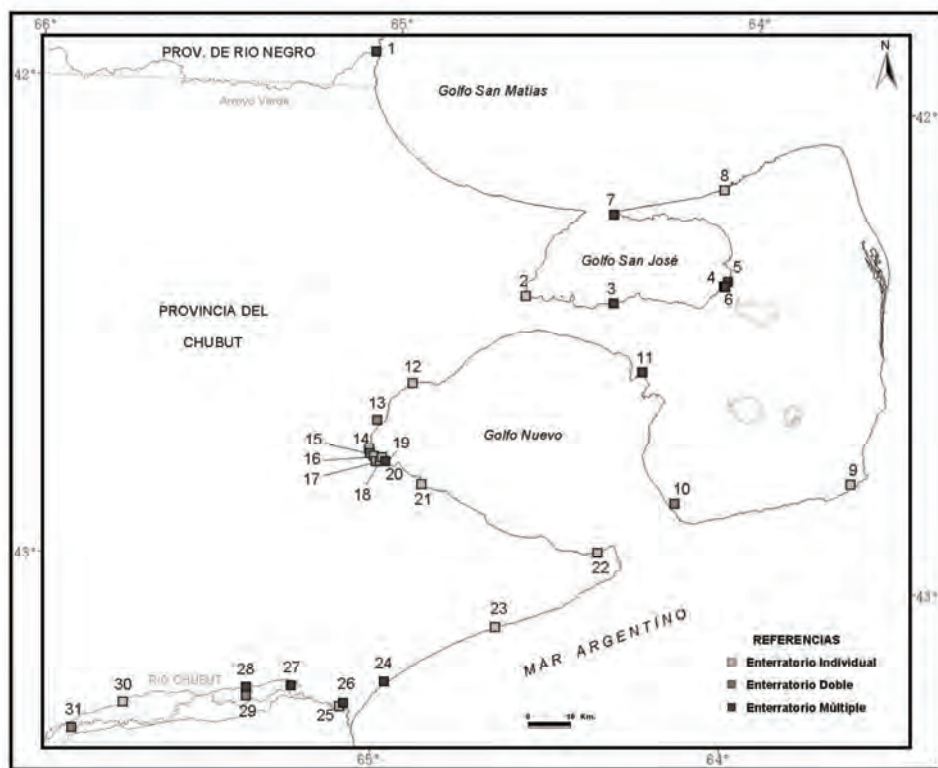 66°
65°
64°
PROV. DE RIO NEGRO
1
N
42°
Arroyo Verde
Golfo San Matías
42°
8
7
Golfo San José
5
4
6
2
3
PROVINCIA DEL
CHUBUT
11
12
13
Golfo Nuevo
14
15
19
16
20
17
18
21
10
9
43°
22
43°
23
MAR ARGENTINO
REFERENCIAS
Enterratorio Individual
Enterratorio Doble
Enterratorio Múltiple
RIO CHUBUT
28
27
24
30
26
31
29
25
0
Km.
65°
64°